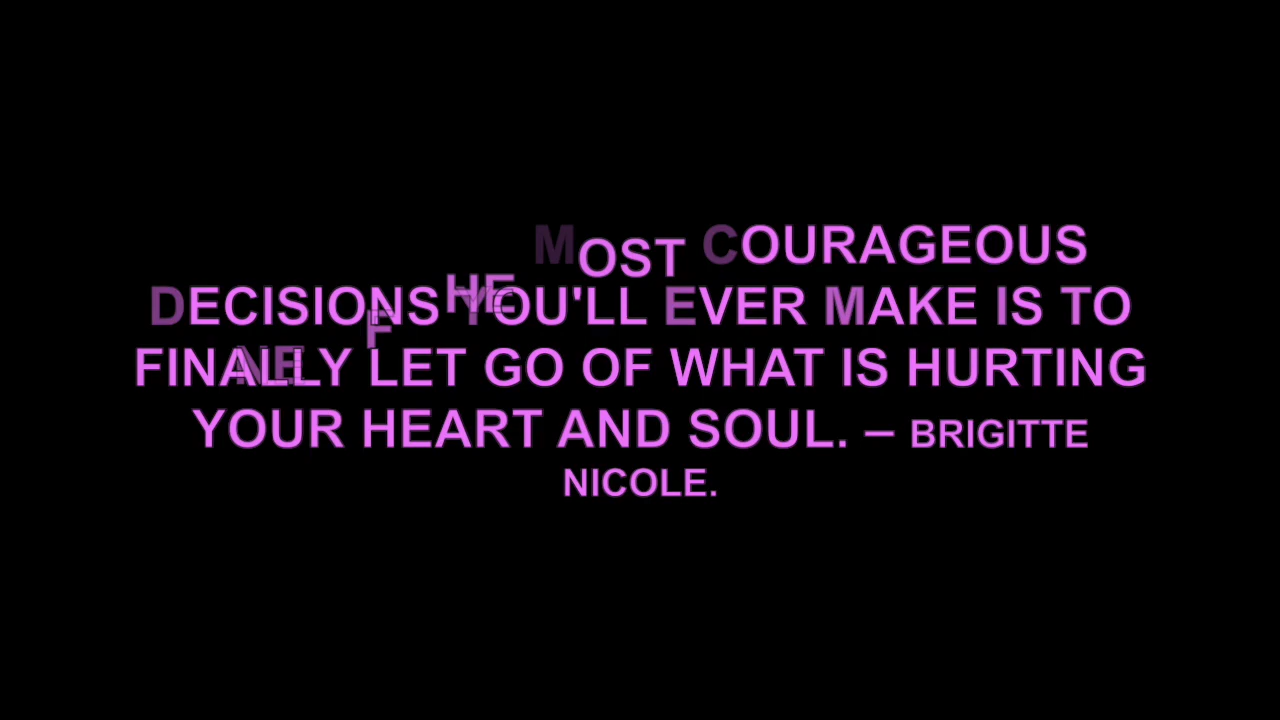 MOST COURAGEOUS
DECISIONS YOU'LL EVER MAKE IS TO
FINALLY LET GO OF WHAT IS HURTING
YOUR HEART AND SOUL. – BRIGITTE
NICOLE.